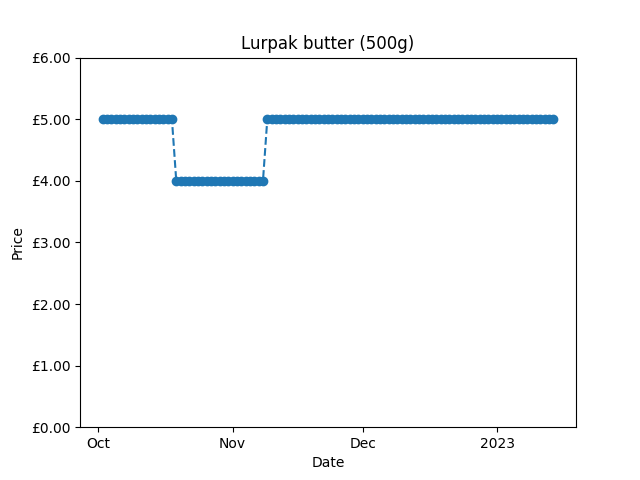 Lurpak butter (500g)
£6.00
£5.00
£4.00
£3.00
£2.00
£1.00
£0.00
Price
Oct Nov Dec 2023
Date